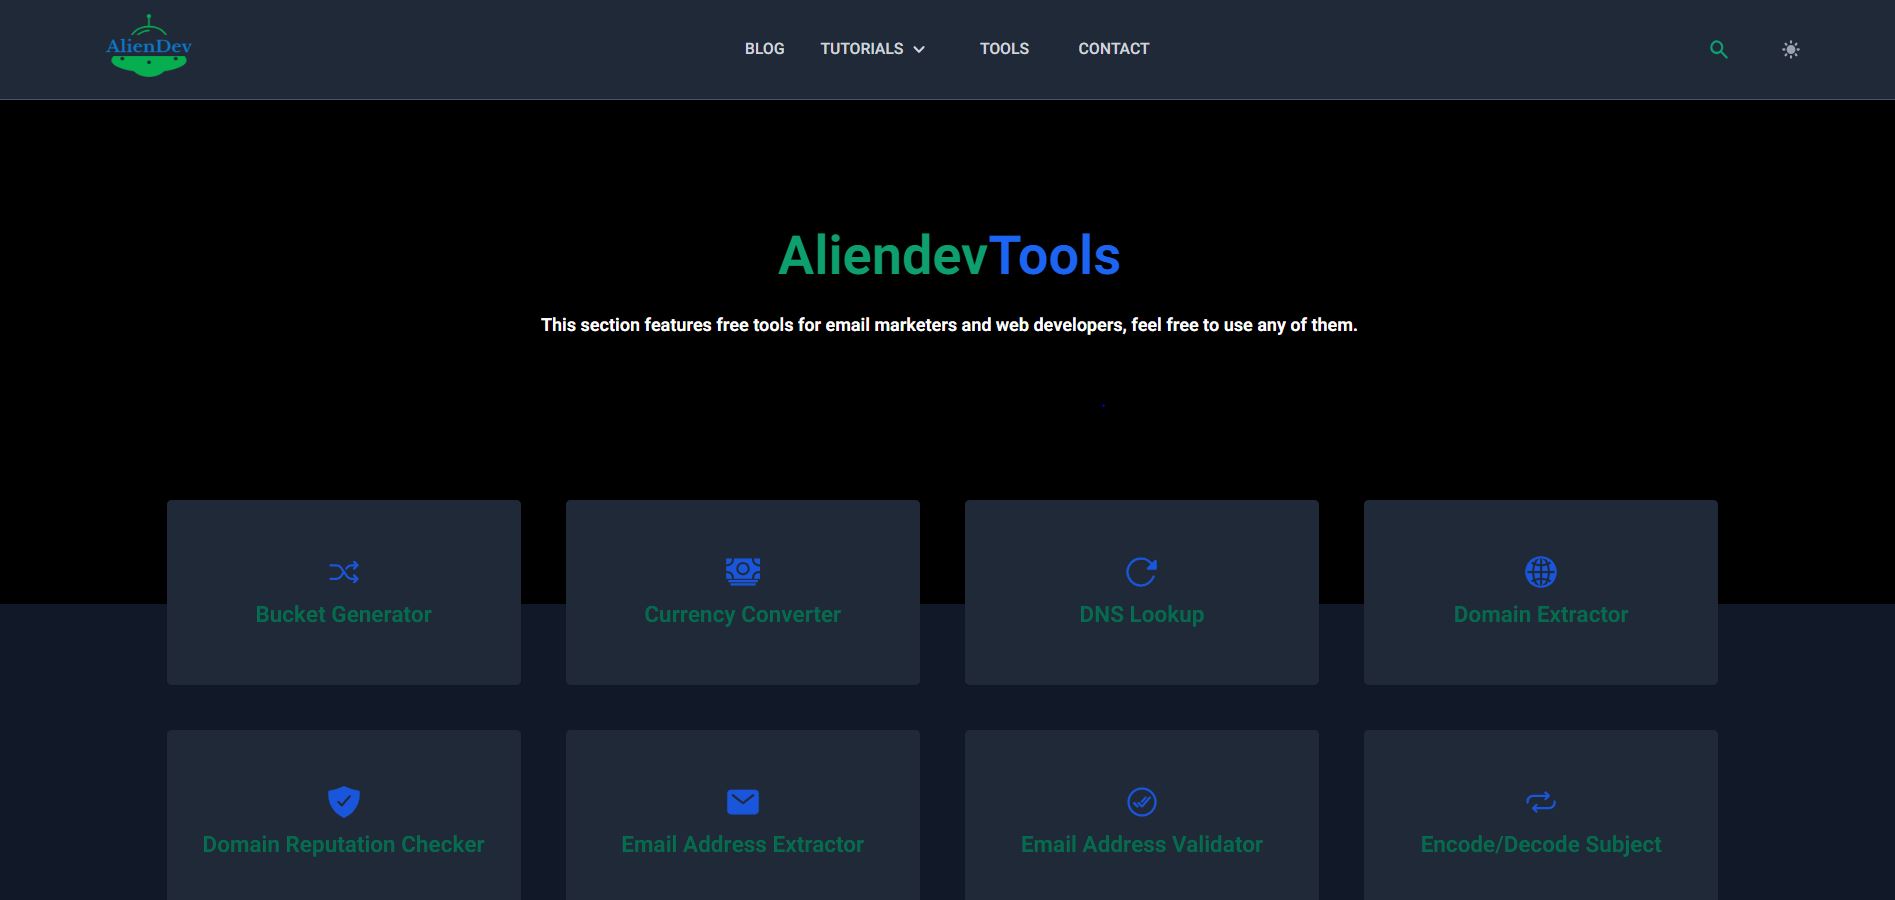 AlienDev
BLOG
TUTORIALS
TOOLS
CONTACT
AliendevTools
This section features free tools for email marketers and web developers, feel free to use any of them.
Bucket Generator
Currency Converter
DNS Lookup
Domain Extractor
Domain Reputation Checker
Email Address Extractor
Email Address Validator
Encode/Decode Subject